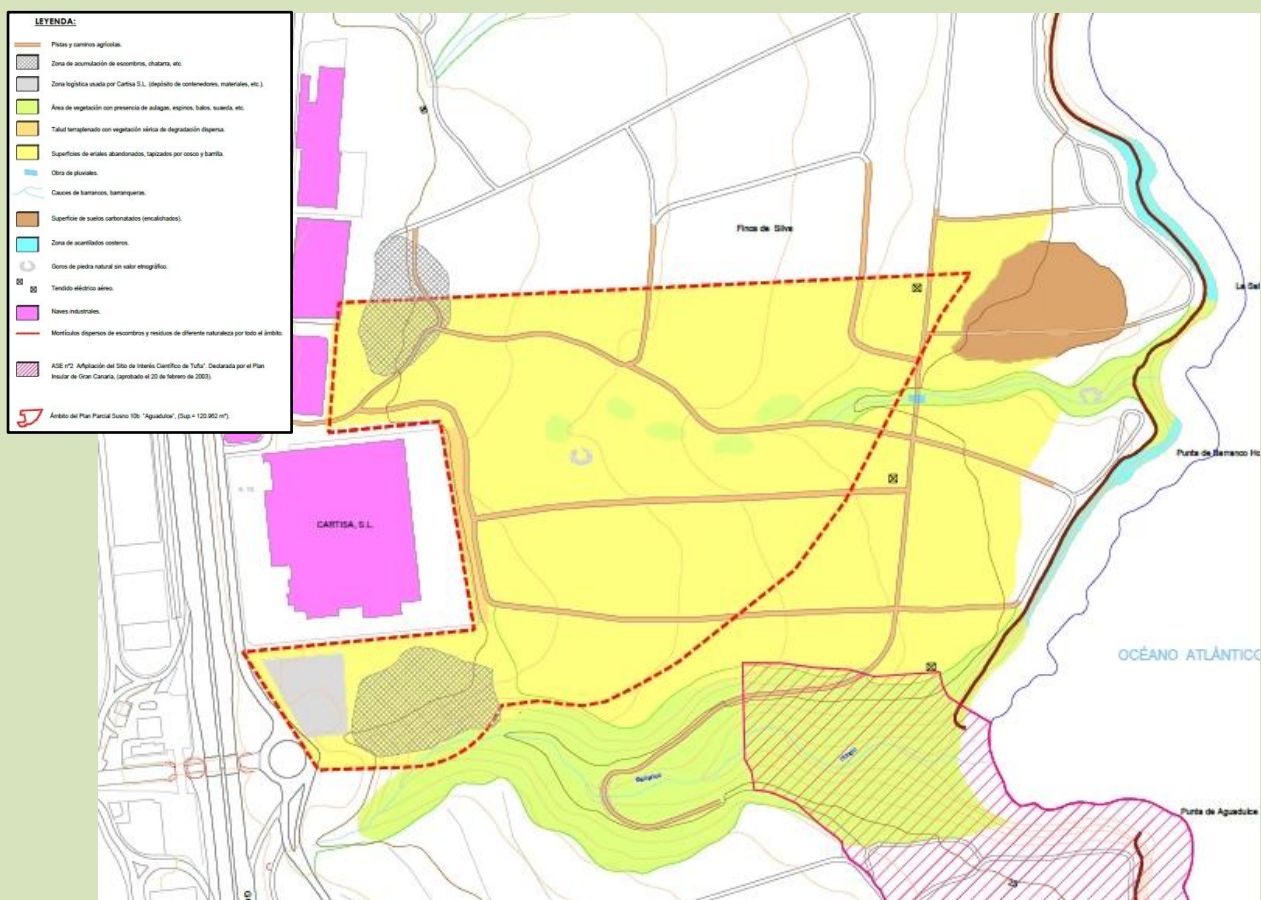 LEYENDA:
Pistas y caminos agrícolas.
Zona de acumulación de escombros, chatarra, etc.
Zona logística usada por Cartisa S.L. (depósito de contenedores, materiales, etc.).
Área de vegetación con presencia de aulagas, espinos, balos, suaeda, etc.
Talud terraplenado con vegetación xérica de degradación dispersa.
Superficies de eriales abandonados, tapizados por cosco y barrilla.
Obra de pluviales.
Cauces de barrancos, barranqueras.
Superficie de suelos carbonatados (encalichados).
Zona de acantilados costeros.
Goros de piedra natural sin valor etnográfico.
Tendido eléctrico aéreo.
Naves industriales.
Montículos dispersos de escombros y residuos de diferente naturaleza por todo el ámbito.
ASE nº2 "Ampliación del Sitio de Interés Científico de Tufia". Declarada por el Plan
Insular de Gran Canaria, (aprobado el 20 de febrero de 2003).
Ámbito del Plan Parcial Susno 10b "Aguadulce", (Sup.= 120.962 m²).
Finca de Silva
La Sal
Punta de Barranco Ho
CARTISA, S.L.
OCÉANO ATLÁNTICO
Barranco
Punta de Aguadulce